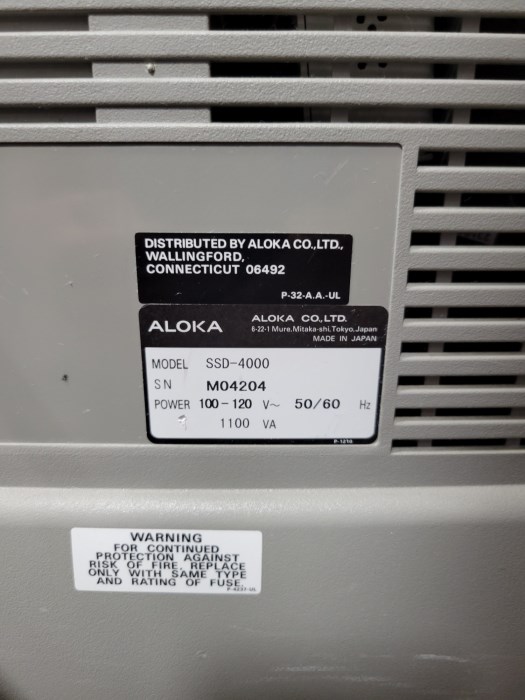 DISTRIBUTED BY ALOKA CO.,LTD.,
WALLINGFORD,
CONNECTICUT 06492
P-32-A.A.-UL
ALOKA
ALOKA CO.,LTD.
6-22-1 Mure,Mitaka-shi,Tokyo,Japan
MADE IN JAPAN
MODEL SSD-4000
SN M04204
POWER 100-120 V~ 50/60 Hz
1100 VA
P-1210
WARNING
FOR CONTINUED
PROTECTION AGAINST
RISK OF FIRE, REPLACE
ONLY WITH SAME TYPE
AND RATING OF FUSE.